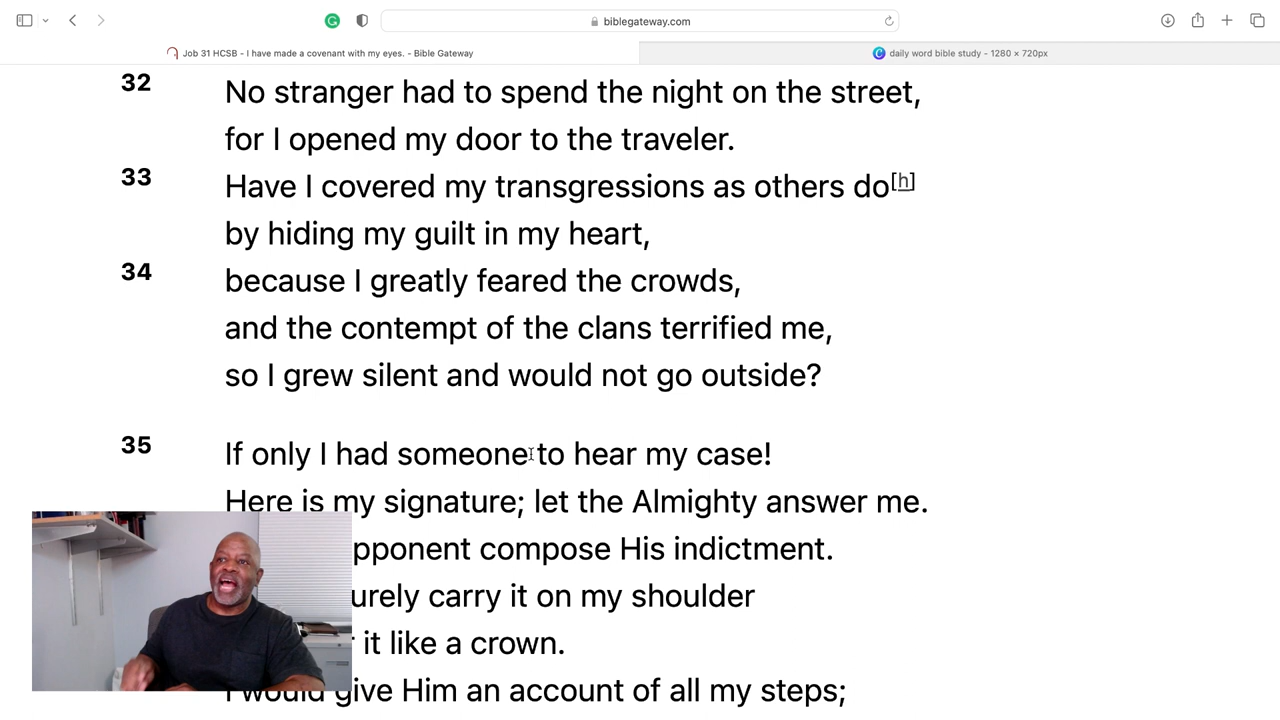 biblegateway.com
Job 31 HCSB - I have made a covenant with my eyes. - Bible Gateway
daily word bible study - 1280 × 720px
32 No stranger had to spend the night on the street,
for I opened my door to the traveler.
33 Have I covered my transgressions as others do[h]
by hiding my guilt in my heart,
34 because I greatly feared the crowds,
and the contempt of the clans terrified me,
so I grew silent and would not go outside?
35 If only I had someone to hear my case!
Here is my signature; let the Almighty answer me.
compose His indictment.
carry it on my shoulder
it like a crown.
I would give Him an account of all my steps;